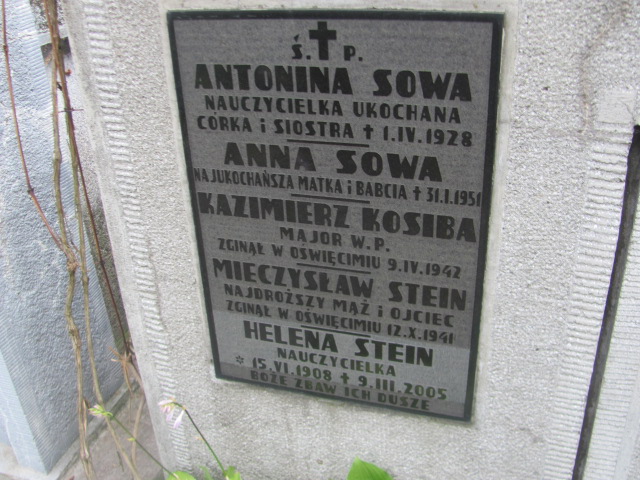 Ś. † P.
ANTONINA SOWA
NAUCZYCIELKA UKOCHANA
CÓRKA i SIOSTRA † 1.IV.1928
ANNA SOWA
NAJUKOCHAŃSZA MATKA i BABCIA † 31.I.1951
KAZIMIERZ KOSIBA
MAJOR W.P.
ZGINĄŁ W OŚWIĘCIMIU 9.IV.1942
MIECZYSŁAW STEIN
NAJDROŻSZY MĄŻ i OJCIEC
ZGINĄŁ W OŚWIĘCIMIU 12.X.1941
HELENA STEIN
NAUCZYCIELKA
* 15.VI.1908 † 9.III.2005
BOŻE ZBAW ICH DUSZE